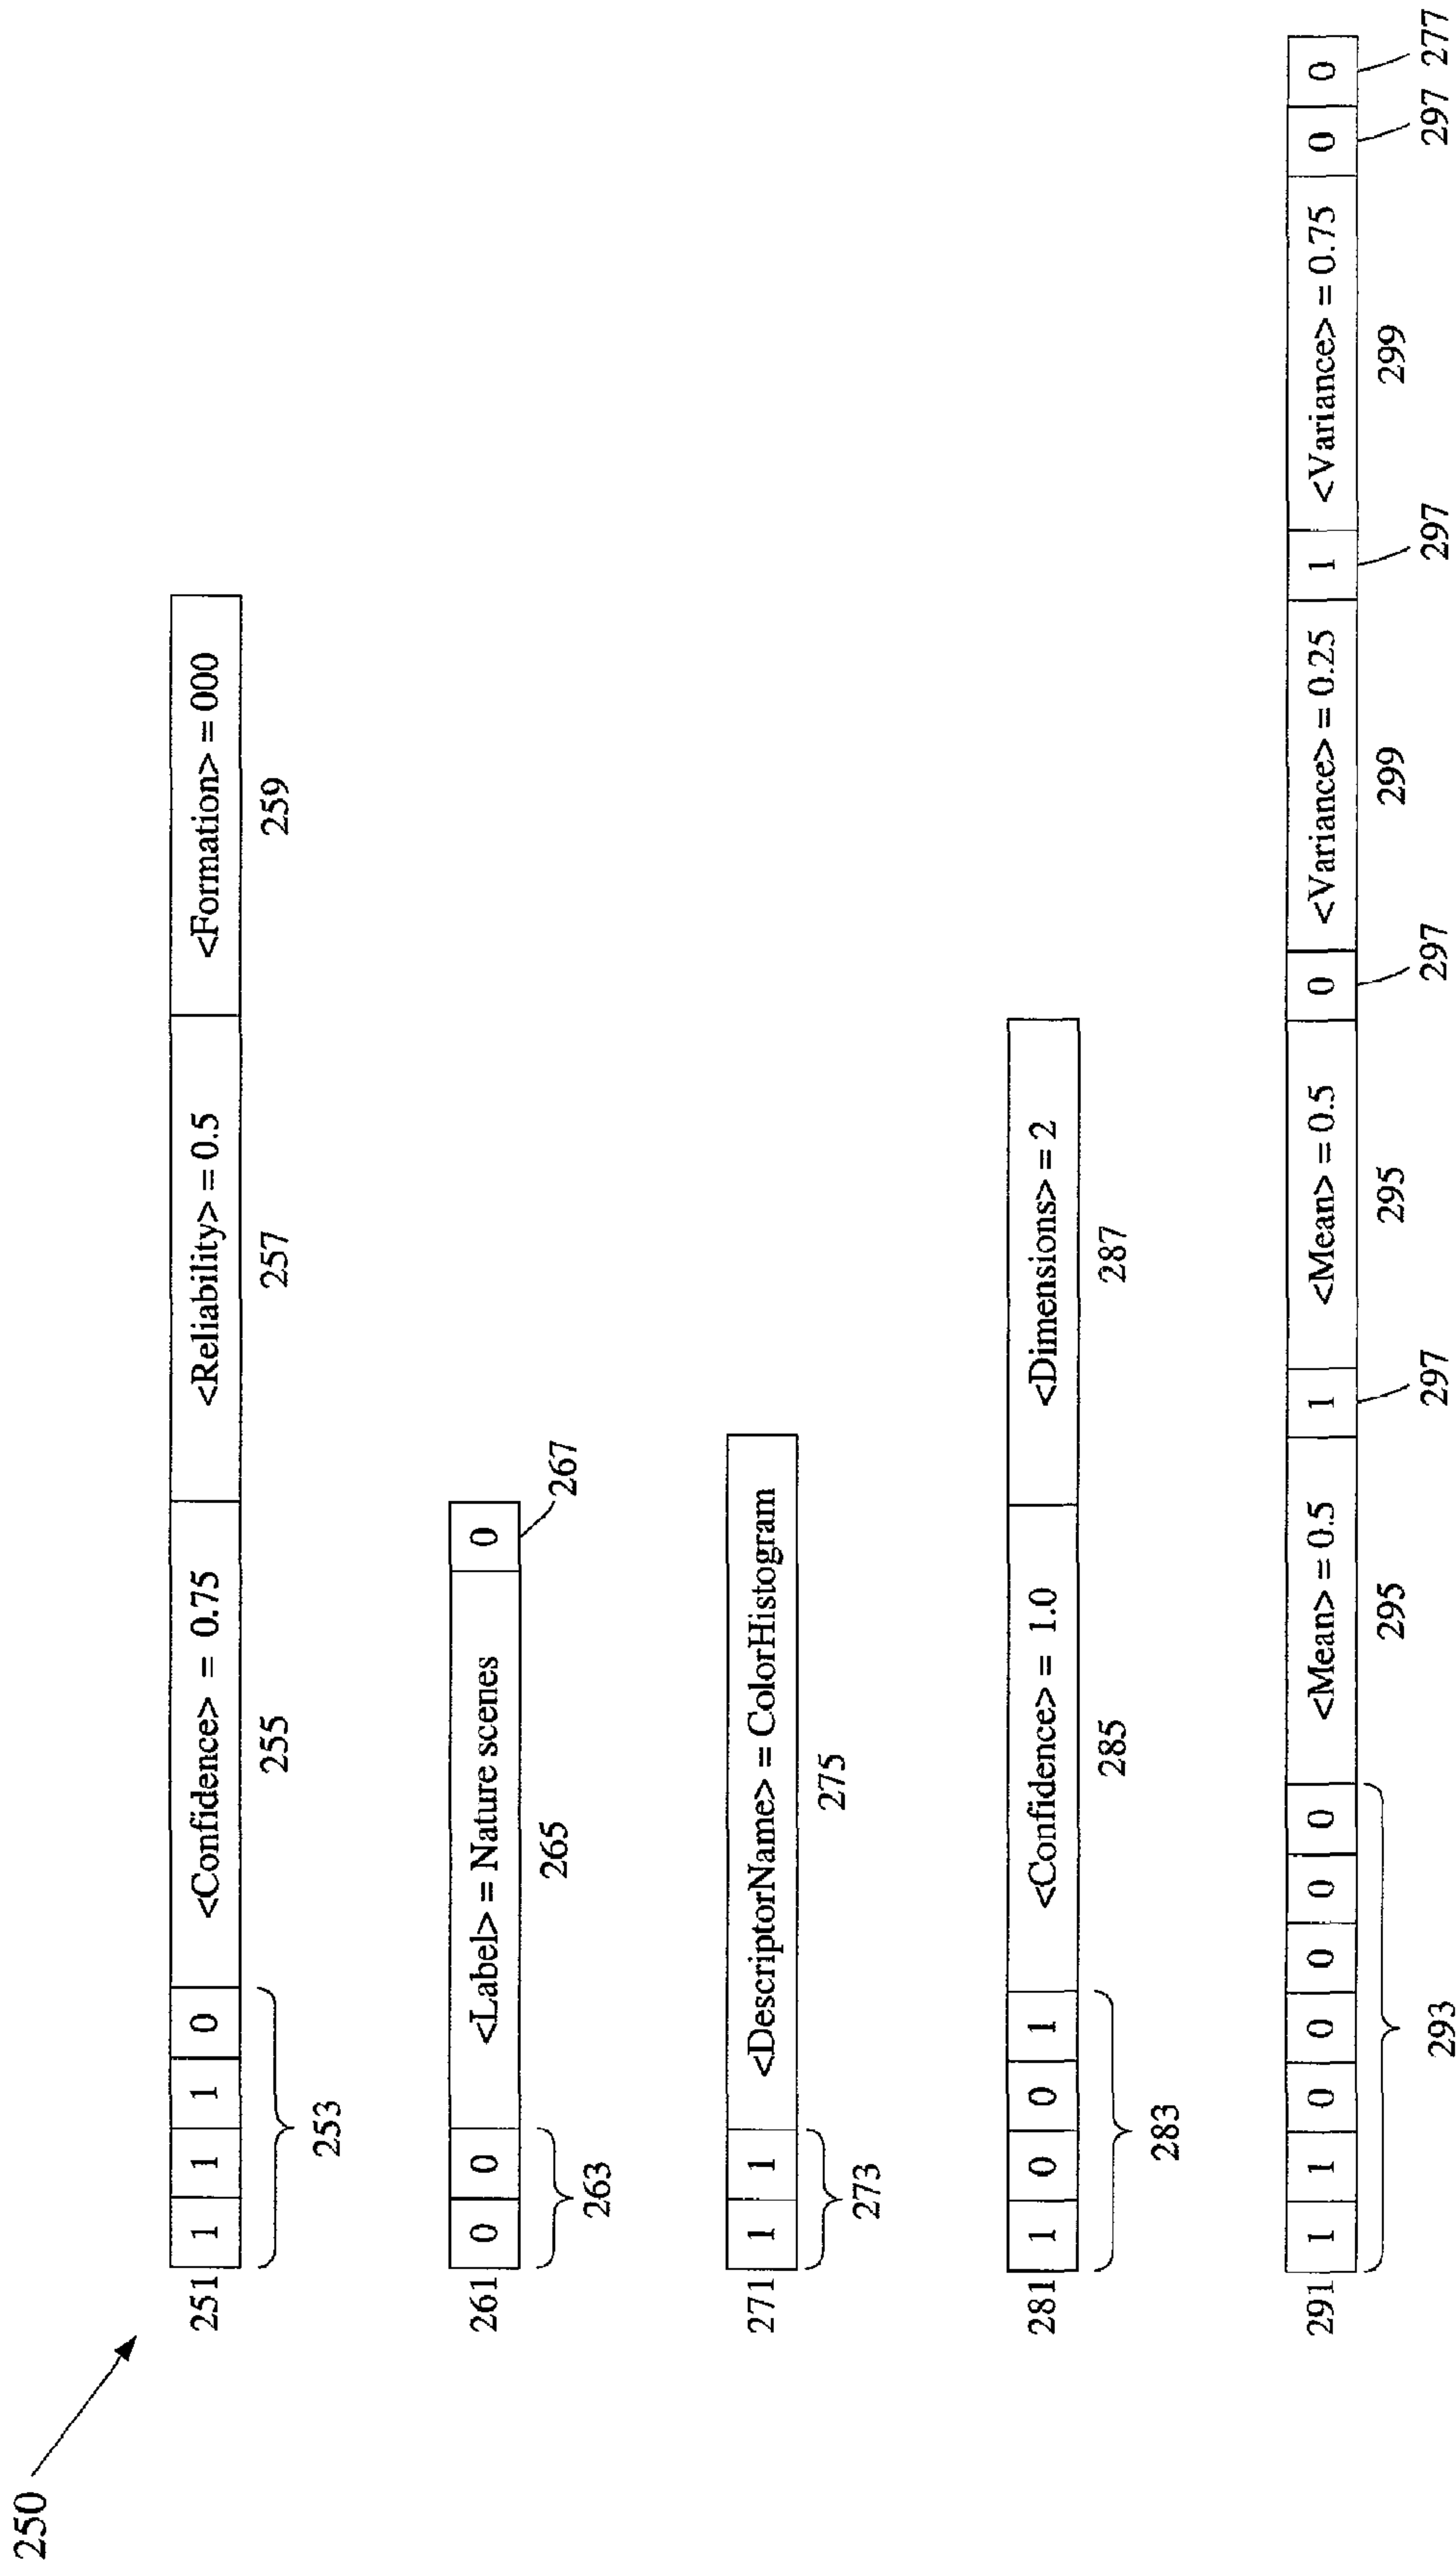 250
251 1 1 1 0 <Confidence> = 0.75 <Reliability> = 0.5 <Formation> = 000
253 255 257 259
261 0 0 <Label> = Nature scenes 0
263 265 267
271 1 1 <DescriptorName> = ColorHistogram
273 275
281 1 0 0 1 <Confidence> = 1.0 <Dimensions> = 2
283 285 287
291 1 1 0 0 0 0 0 <Mean> = 0.5 1 <Mean> = 0.5 0 <Variance> = 0.25 1 <Variance> = 0.75 0 0
293 295 297 295 297 299 297 299 297 277